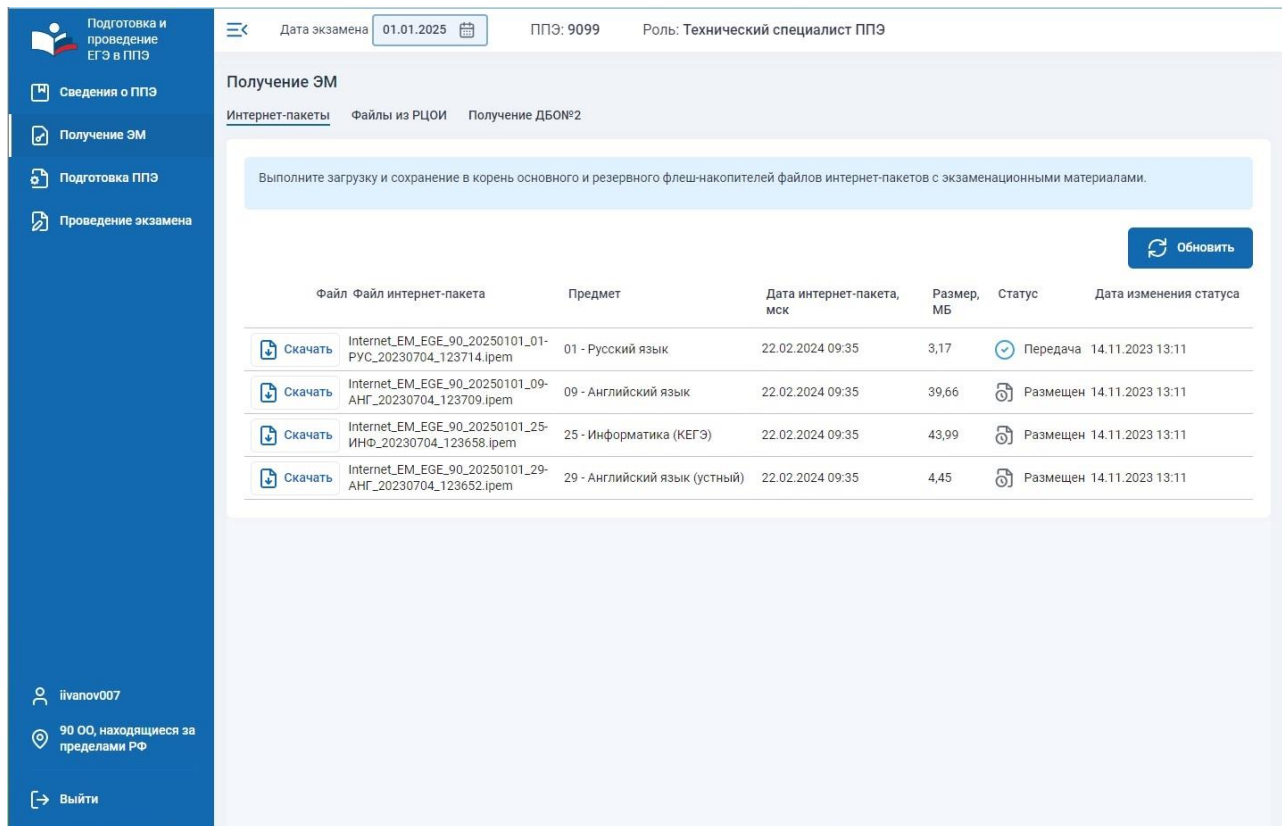 Подготовка и
проведение
ЕГЭ в ППЭ
Сведения о ППЭ
Получение ЭМ
Подготовка ППЭ
Проведение экзамена
iivanov007
90 ОО, находящиеся за
пределами РФ
Выйти
Дата экзамена 01.01.2025 ППЭ: 9099 Роль: Технический специалист ППЭ
Получение ЭМ
Интернет-пакеты Файлы из РЦОИ Получение ДБО№2
Выполните загрузку и сохранение в корень основного и резервного флеш-накопителей файлов интернет-пакетов с экзаменационными материалами.
Обновить
Файл Файл интернет-пакета Предмет Дата интернет-пакета, Размер, Статус Дата изменения статуса
мск МБ
Internet_EM_EGE_90_20250101_01-
Скачать 01 - Русский язык 22.02.2024 09:35 3,17 Передача 14.11.2023 13:11
РУС_20230704_123714.ipem
Internet_EM_EGE_90_20250101_09-
Скачать 09 - Английский язык 22.02.2024 09:35 39,66 Размещен 14.11.2023 13:11
АНГ_20230704_123709.ipem
Internet_EM_EGE_90_20250101_25-
Скачать 25 - Информатика (КЕГЭ) 22.02.2024 09:35 43,99 Размещен 14.11.2023 13:11
ИНФ_20230704_123658.ipem
Internet_EM_EGE_90_20250101_29-
Скачать 29 - Английский язык (устный) 22.02.2024 09:35 4,45 Размещен 14.11.2023 13:11
АНГ_20230704_123652.ipem